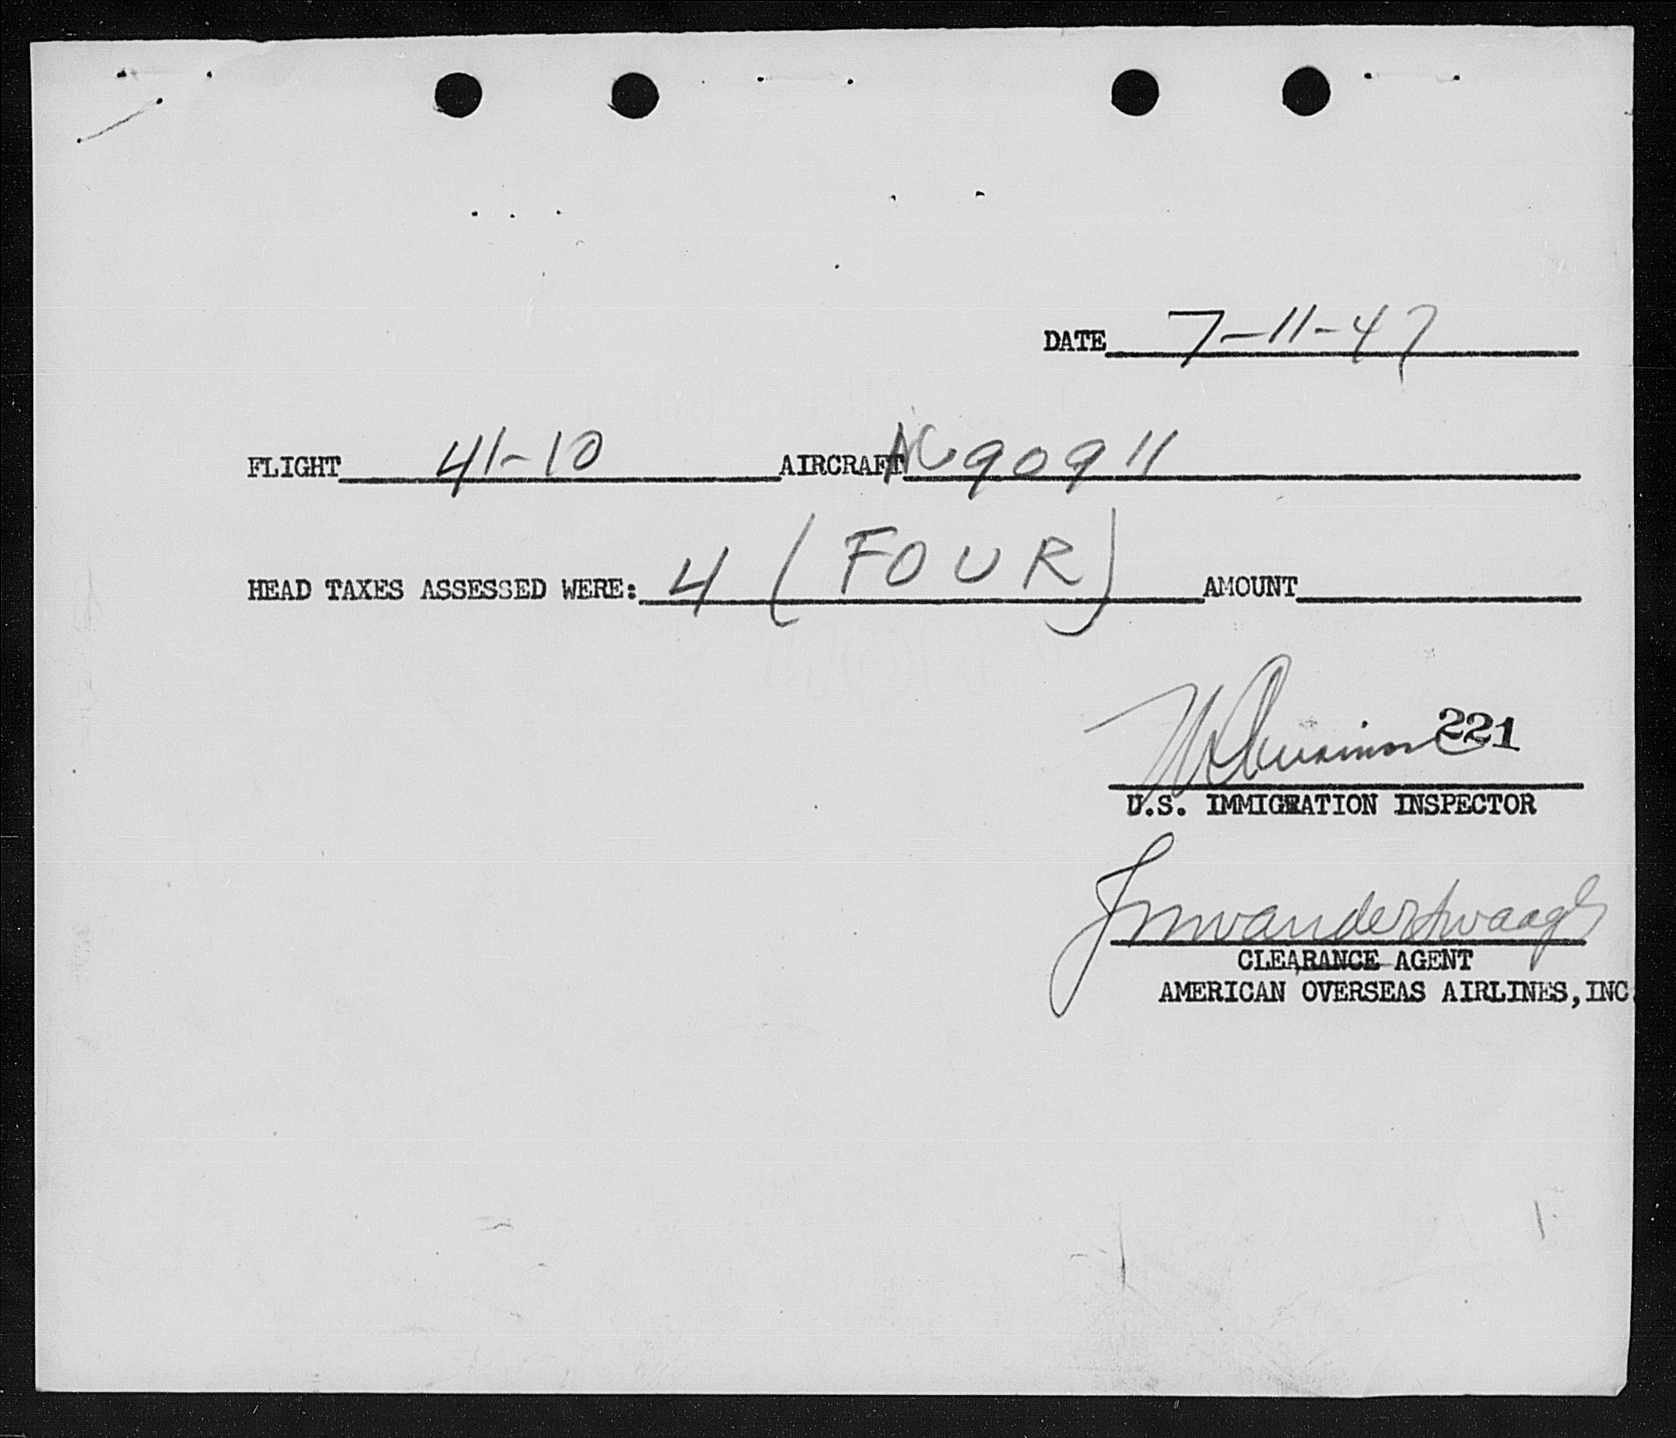 DATE 7-11-47
FLIGHT 41-10 AIRCRAFT NC90911
HEAD TAXES ASSESSED WERE: 4 (FOUR) AMOUNT
221
U.S. IMMIGRATION INSPECTOR
CLEARANCE AGENT
AMERICAN OVERSEAS AIRLINES, INC.